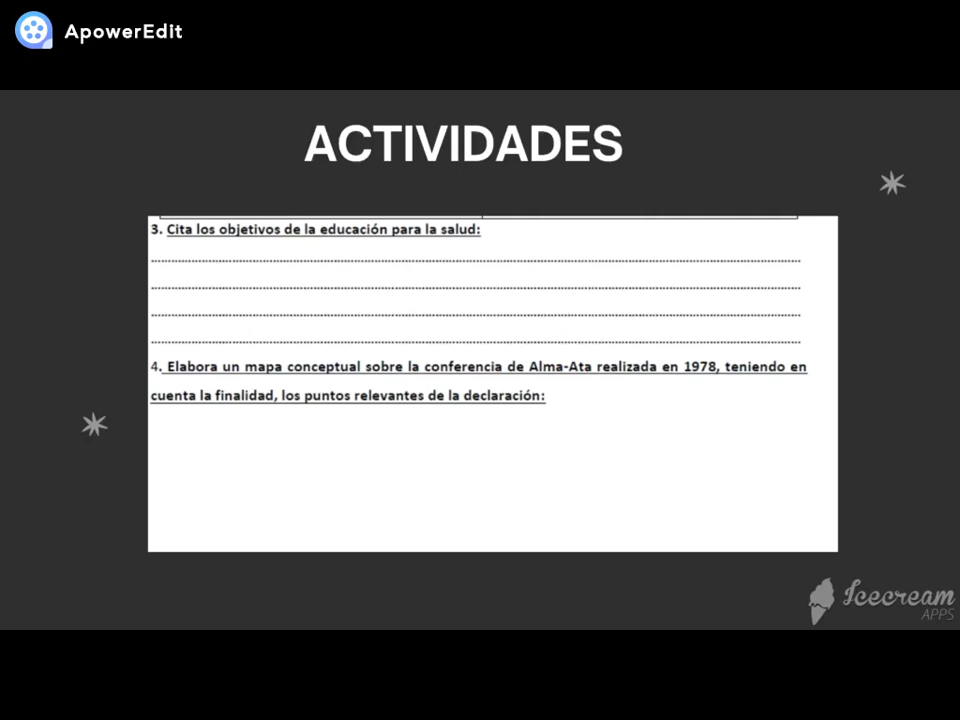 ApowerEdit
ACTIVIDADES
3. Cita los objetivos de la educación para la salud:
4. Elabora un mapa conceptual sobre la conferencia de Alma-Ata realizada en 1978, teniendo en
cuenta la finalidad, los puntos relevantes de la declaración:
Icecream
APPS